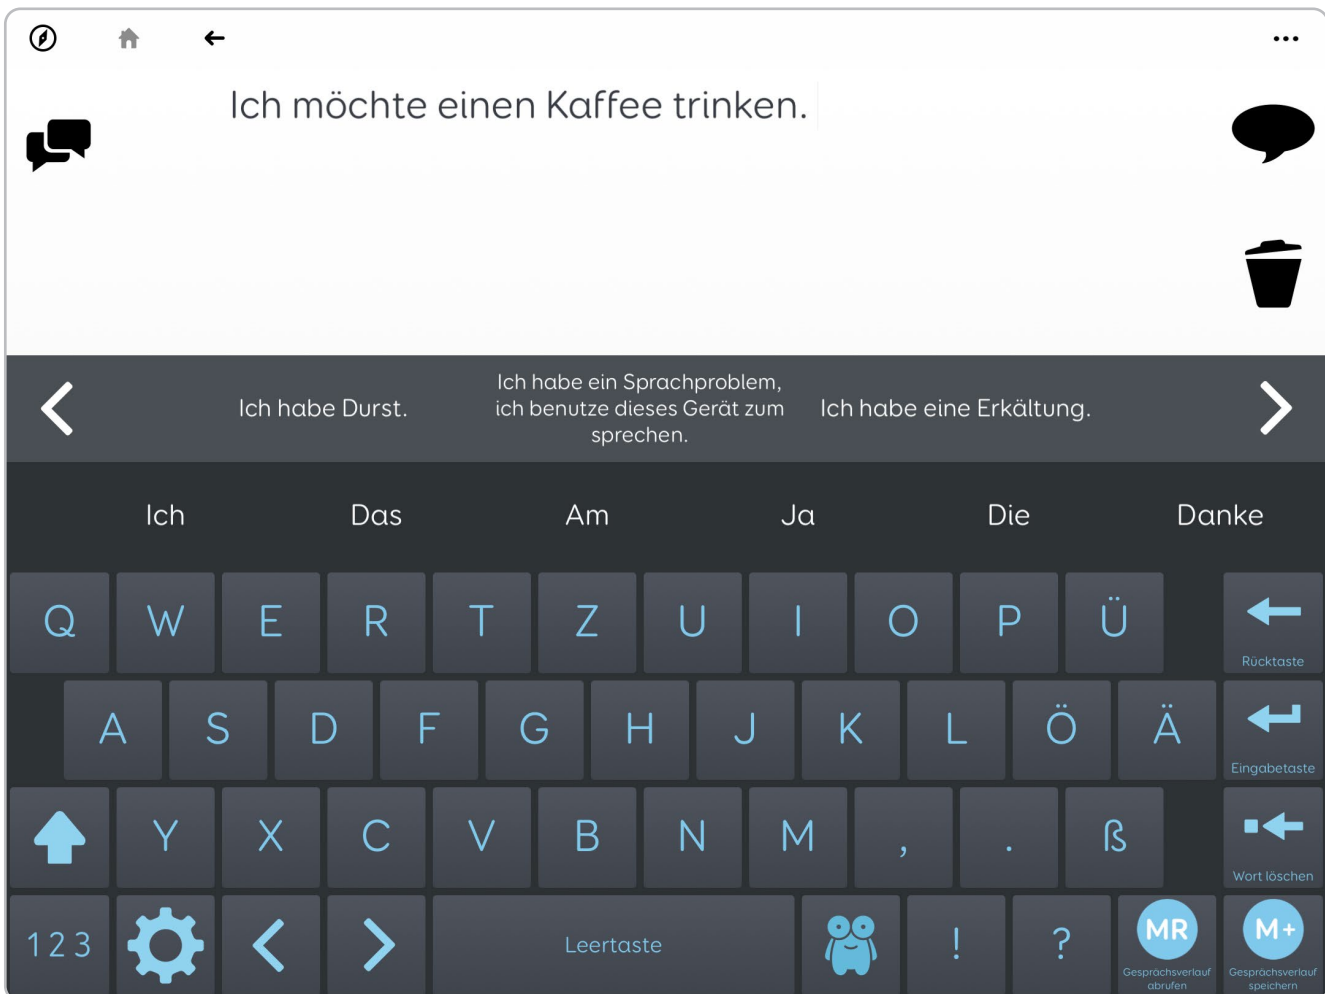 Ich möchte einen Kaffee trinken.
Ich habe Durst.
Ich habe ein Sprachproblem,
ich benutze dieses Gerät zum
sprechen.
Ich habe eine Erkältung.
Ich Das Am Ja Die Danke
Q W E R T Z U I O P Ü
Rücktaste
A S D F G H J K L Ö Ä
Eingabetaste
Y X C V B N M , . ß
Wort löschen
123 Leertaste ! ? MR M+
Gesprächsverlauf
abrufen
Gesprächsverlauf
speichern